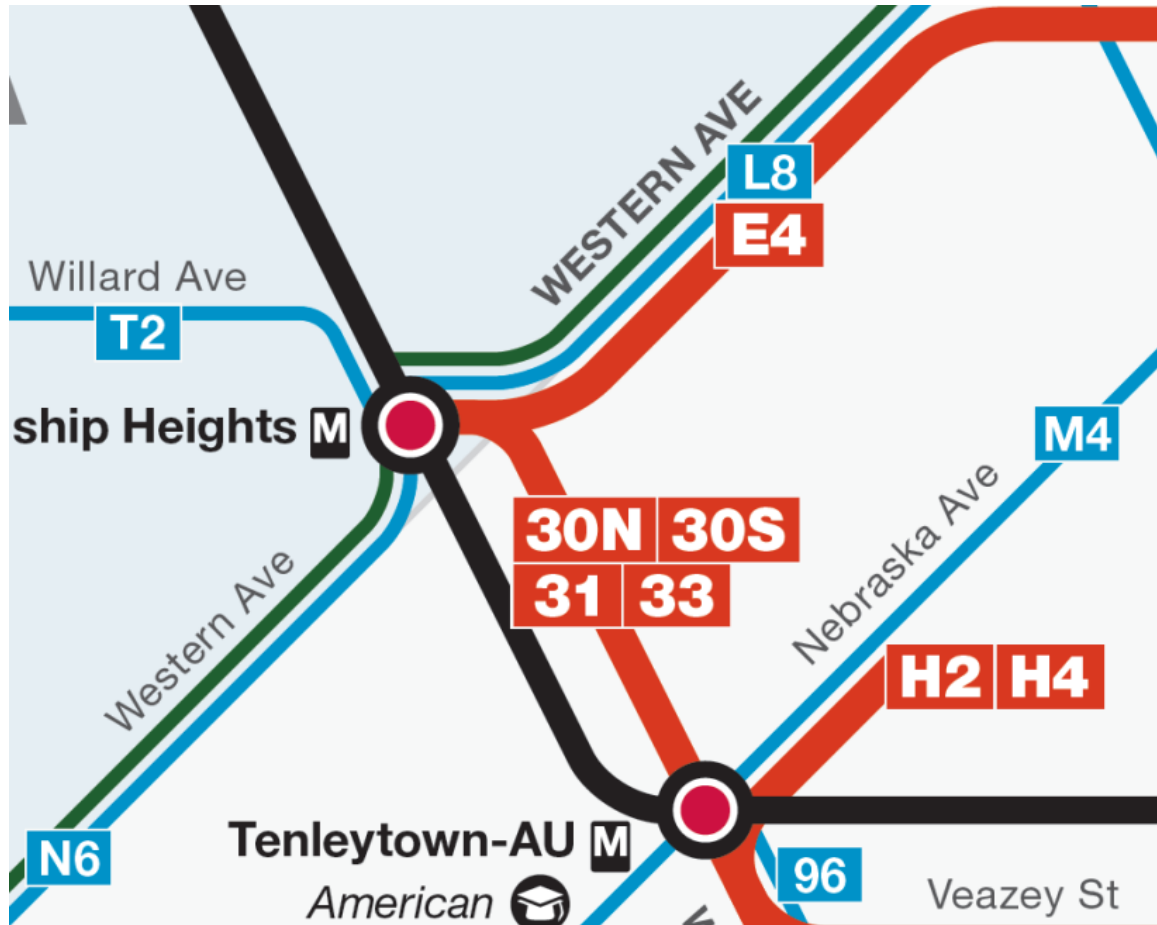 WESTERN AVE
L8
E4
Willard Ave
T2
ship Heights M
M4
30N 30S
31 33
Nebraska Ave
Western Ave
H2 H4
Tenleytown-AU M
N6
96
American
Veazey St